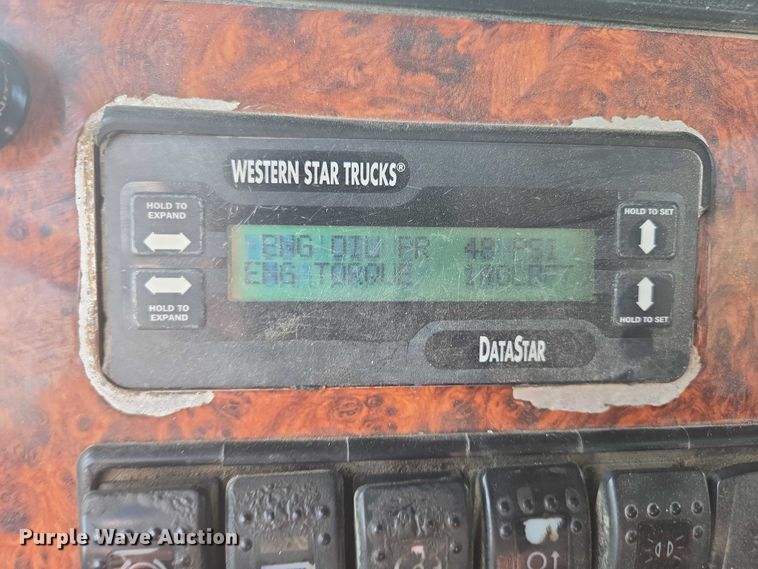 WESTERN STAR TRUCKS®
HOLD TO
EXPAND
HOLD TO SET
ENG OIL PR 48 PSI
ENG TORQUE
HOLD TO
EXPAND
HOLD TO SET
DATASTAR
Purple Wave Auction